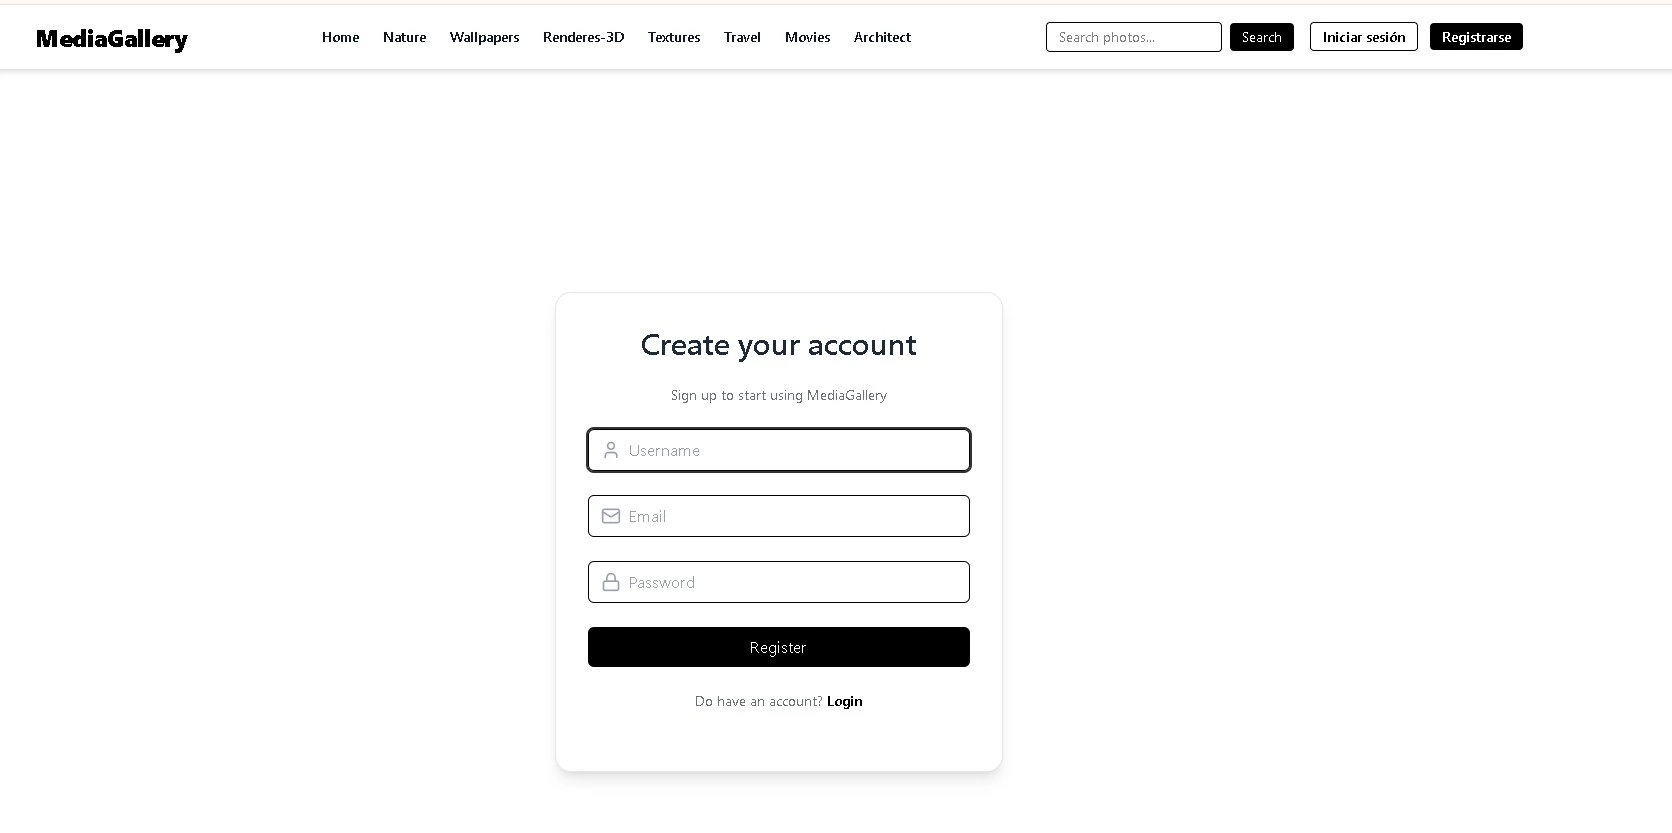 MediaGallery Home Nature Wallpapers Renderes-3D Textures Travel Movies Architect Search photos... Search Iniciar sesión Registrarse
Create your account
Sign up to start using MediaGallery
Username
Email
Password
Register
Do have an account? Login